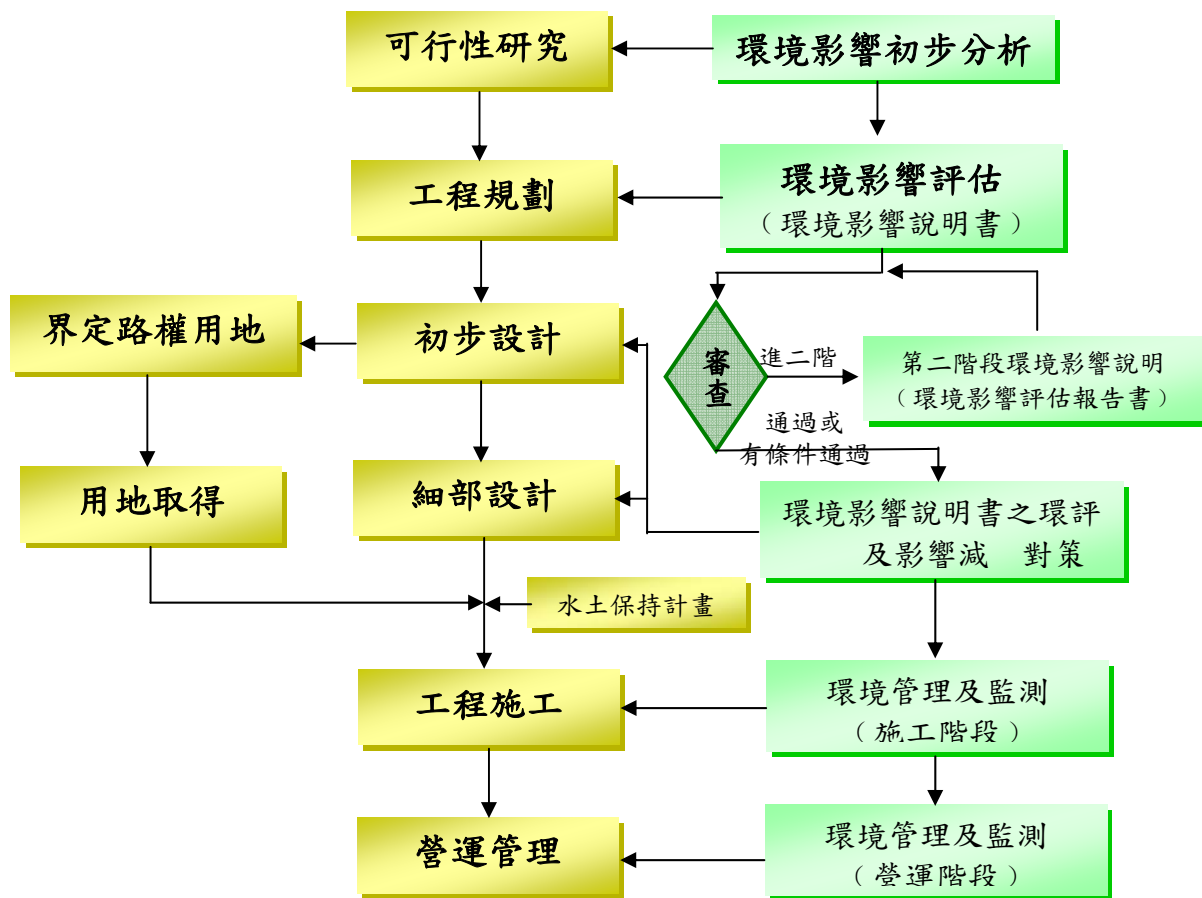 可行性研究
環境影響初步分析
工程規劃
環境影響評估
（環境影響說明書）
界定路權用地
初步設計
審查
進二階
第二階段環境影響說明
（環境影響評估報告書）
通過或
有條件通過
用地取得
細部設計
環境影響說明書之環評
及影響減　對策
水土保持計畫
工程施工
環境管理及監測
（施工階段）
營運管理
環境管理及監測
（營運階段）